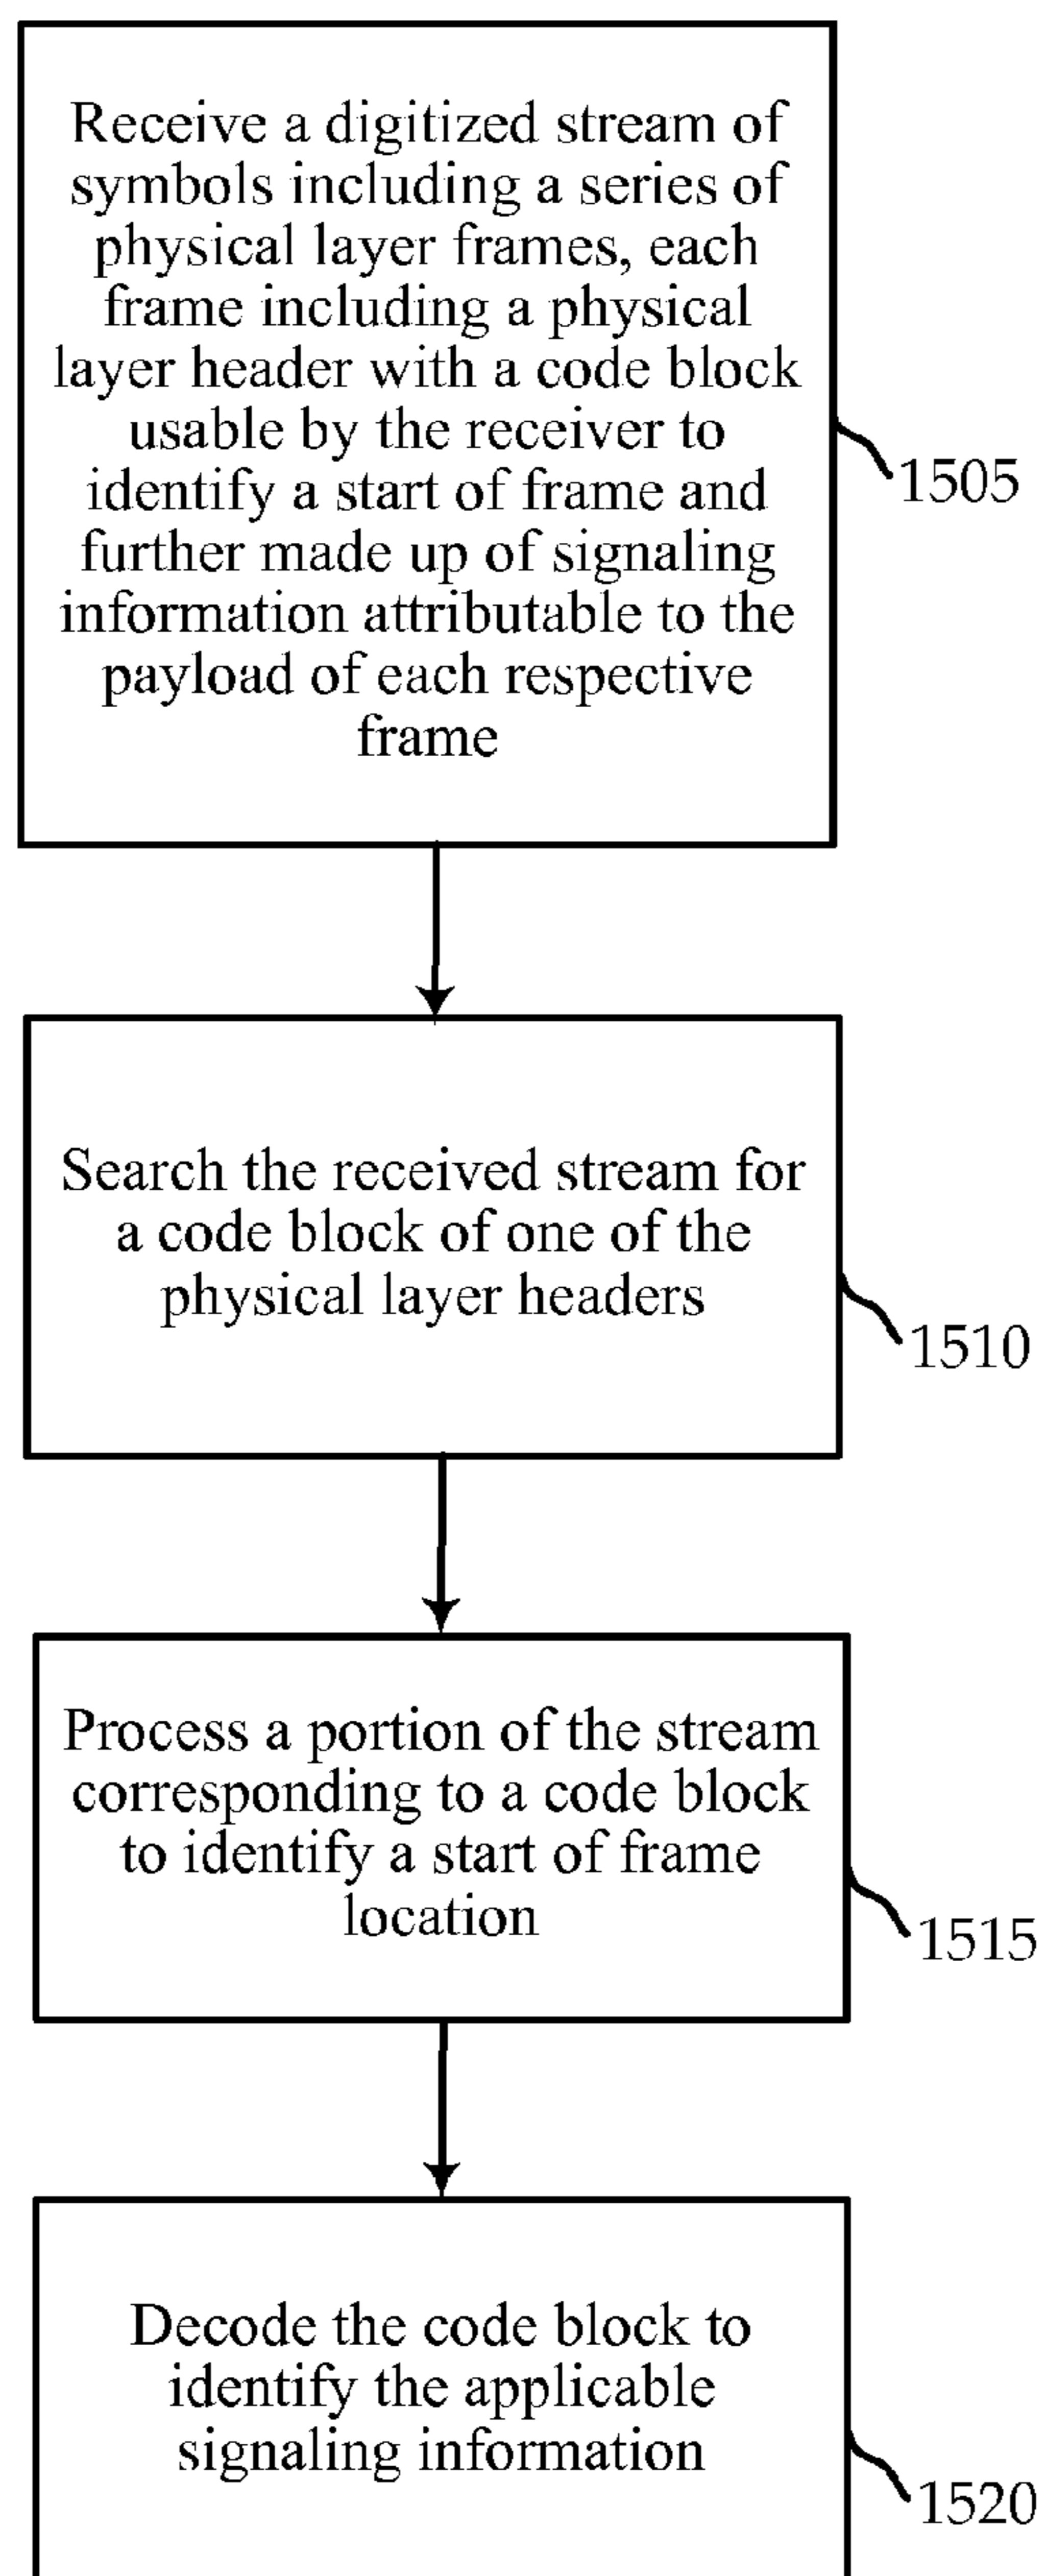 Receive a digitized stream of
symbols including a series of
physical layer frames, each
frame including a physical
layer header with a code block
usable by the receiver to
identify a start of frame and
further made up of signaling
information attributable to the
payload of each respective
frame
1505
Search the received stream for
a code block of one of the
physical layer headers
1510
Process a portion of the stream
corresponding to a code block
to identify a start of frame
location
1515
Decode the code block to
identify the applicable
signaling information
1520